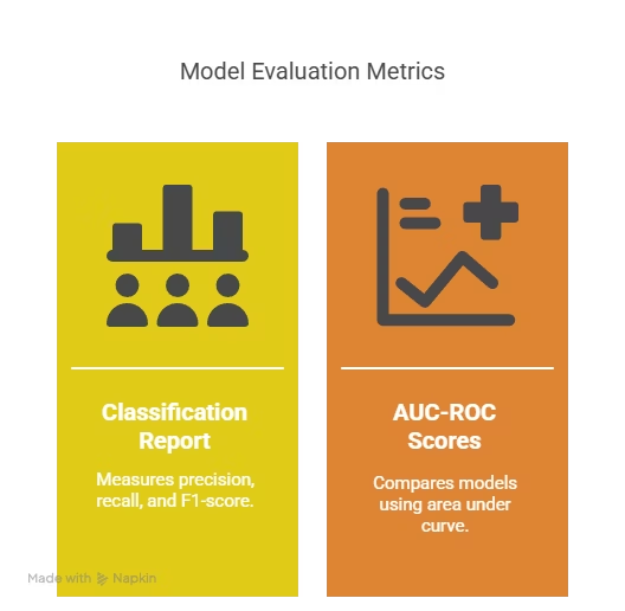 Model Evaluation Metrics
Classification
Report
Measures precision,
recall, and F1-score.
AUC-ROC
Scores
Compares models
using area under
curve.
Made with Napkin